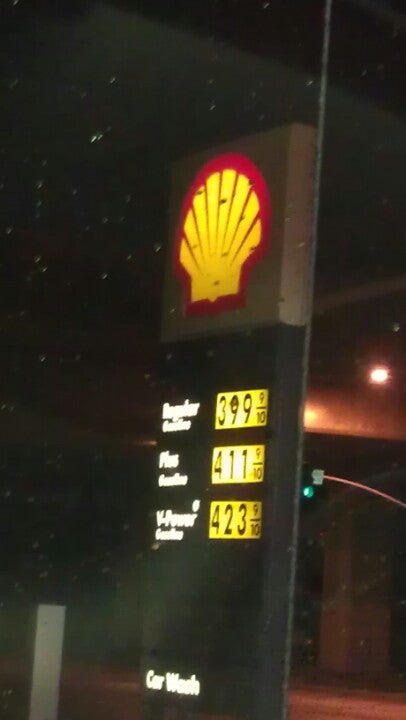 Regular 399 9/10
Gasoline
Plus 411 9/10
Gasoline
V-Power® 423 9/10
Gasoline
Car Wash